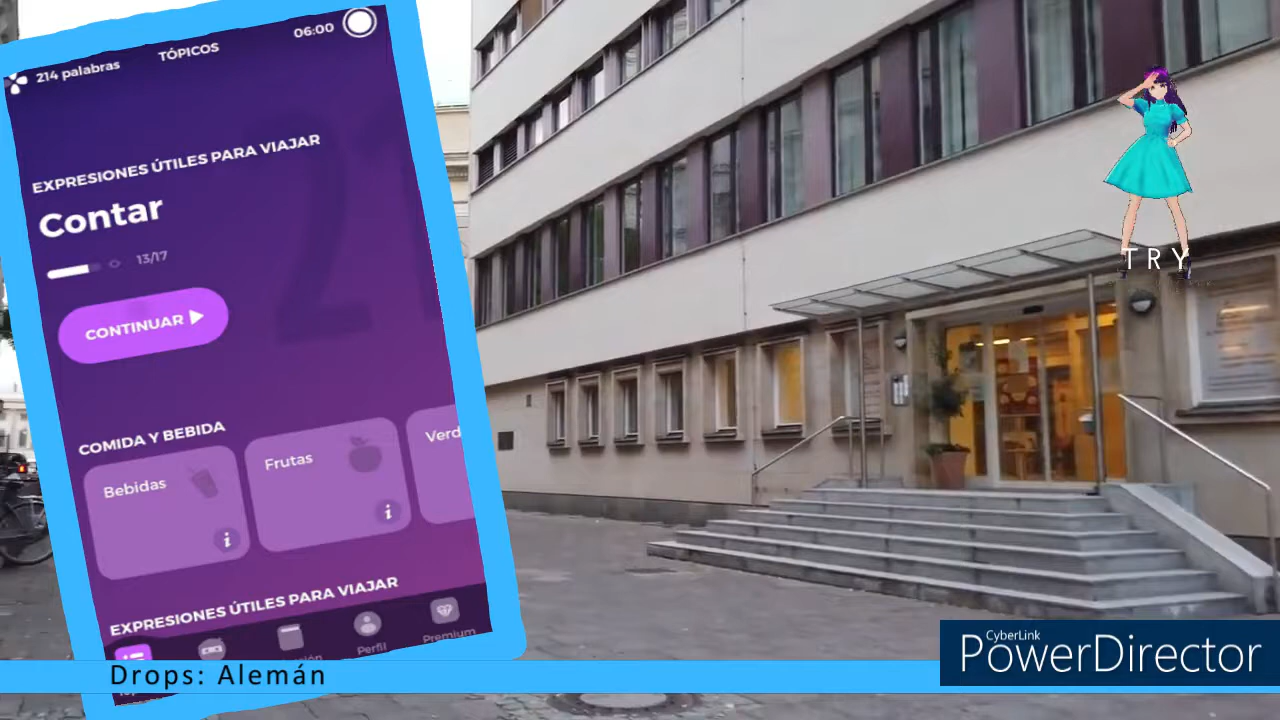 214 palabras
TÓPICOS
06:00
EXPRESIONES ÚTILES PARA VIAJAR
Contar
13/17
CONTINUAR
COMIDA Y BEBIDA
Bebidas
Frutas
Verd
EXPRESIONES ÚTILES PARA VIAJAR
Perfil
Premium
Drops: Alemán
TRY
CyberLink
PowerDirector